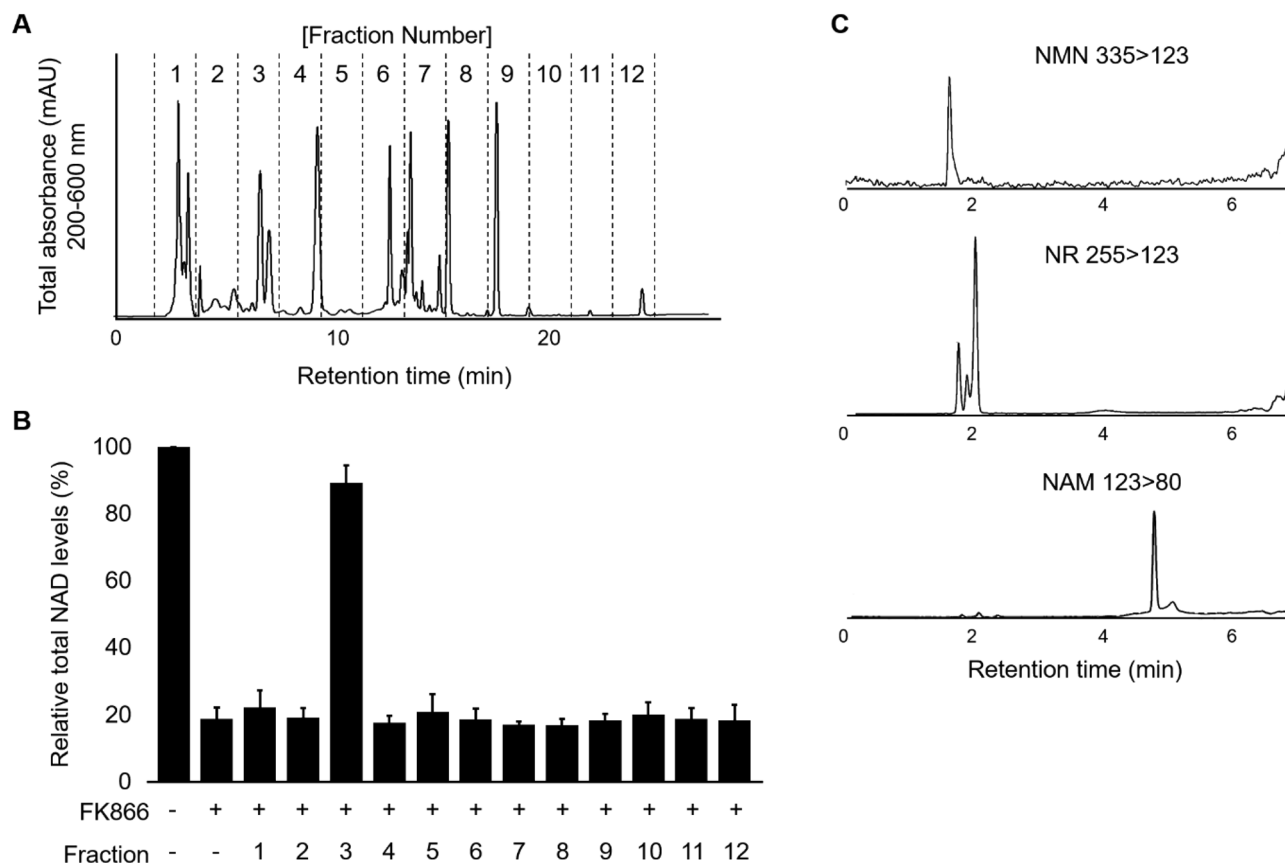 A
[Fraction Number]
1 2 3 4 5 6 7 8 9 10 11 12
Total absorbance (mAU)
200-600 nm
0 10 20
Retention time (min)
B
Relative total NAD levels (%)
100
80
60
40
20
0
FK866 - + + + + + + + + + + + + +
Fraction - - 1 2 3 4 5 6 7 8 9 10 11 12
C
NMN 335>123
0 2 4 6
NR 255>123
0 2 4 6
NAM 123>80
0 2 4 6
Retention time (min)